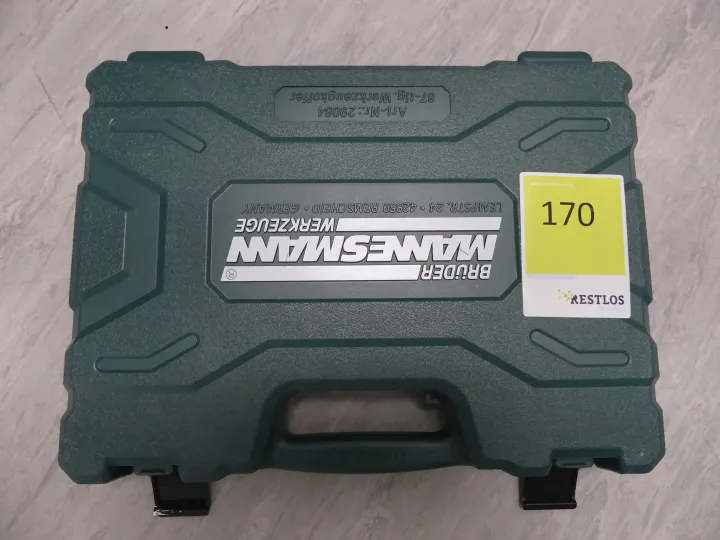 BRÜDER
MANNESMANN
WERKZEUGE
®
LEMPSTR. 24 • 42859 REMSCHEID • GERMANY
Art.-Nr.: 29084
87-tlg. Werkzeugkoffer
170
RESTLOS